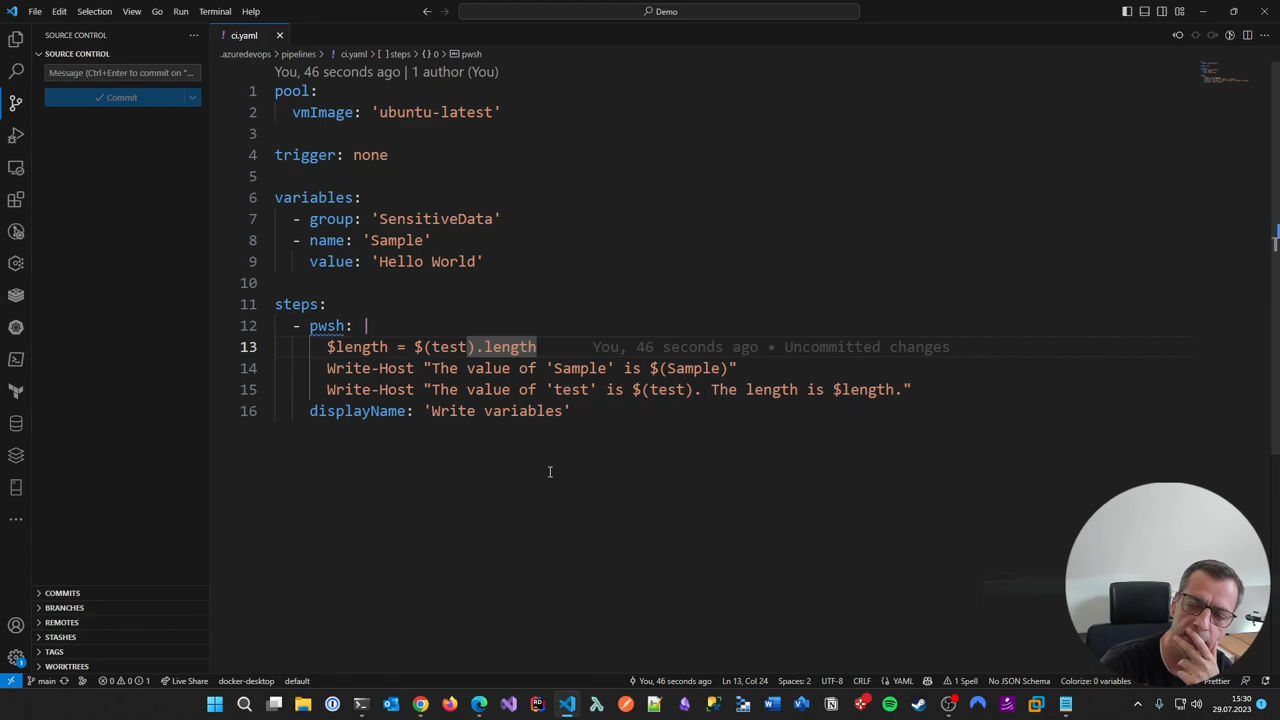 File Edit Selection View Go Run Terminal Help
Demo
SOURCE CONTROL
ci.yaml
.azuredevops > pipelines > ci.yaml > [ ] steps > {} 0 > pwsh
SOURCE CONTROL
Message (Ctrl+Enter to commit on "...
Commit
You, 46 seconds ago | 1 author (You)
1 pool:
2 vmImage: 'ubuntu-latest'
3
4 trigger: none
5
6 variables:
7 - group: 'SensitiveData'
8 - name: 'Sample'
9 value: 'Hello World'
10
11 steps:
12 - pwsh: |
13 $length = $(test).length You, 46 seconds ago • Uncommitted changes
14 Write-Host "The value of 'Sample' is $(Sample)"
15 Write-Host "The value of 'test' is $(test). The length is $length."
16 displayName: 'Write variables'
COMMITS
BRANCHES
REMOTES
STASHES
TAGS
WORKTREES
main 0 0 1 Live Share docker-desktop default You, 46 seconds ago Ln 13, Col 24 Spaces: 2 UTF-8 CRLF YAML 1 Spell No JSON Schema Colorize: 0 variables Prettier
15:30
29.07.2023